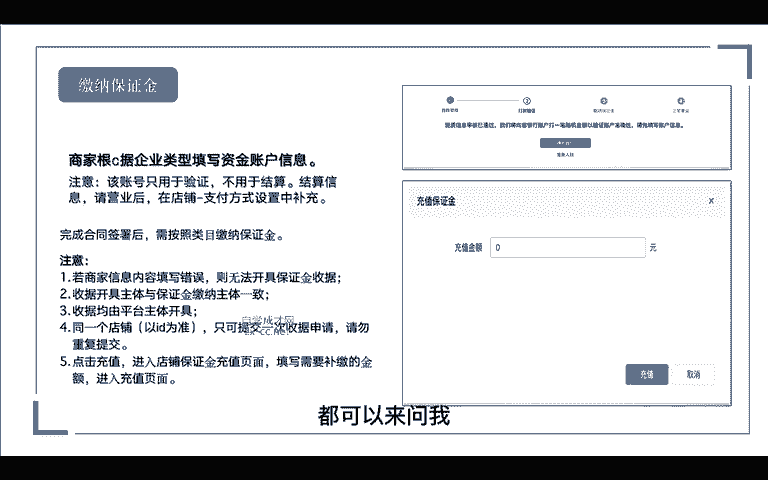 缴纳保证金
商家根c据企业类型填写资金账户信息。
注意：该账号只用于验证，不用于结算。结算信
息，请营业后，在店铺-支付方式设置中补充。
完成合同签署后，需按照类目缴纳保证金。
注意：
1.若商家信息内容填写错误，则无法开具保证金收据；
2.收据开具主体与保证金缴纳主体一致；
3.收据均由平台主体开具；
4.同一个店铺（以id为准），只可提交一次收据申请，请勿
重复提交。
5.点击充值，进入店铺保证金充值页面，填写需要补缴的金
额，进入充值页面。
自学成才网
zx-cc.net
充值保证金
x
充值金额
0
元
充值
取消
都可以来问我